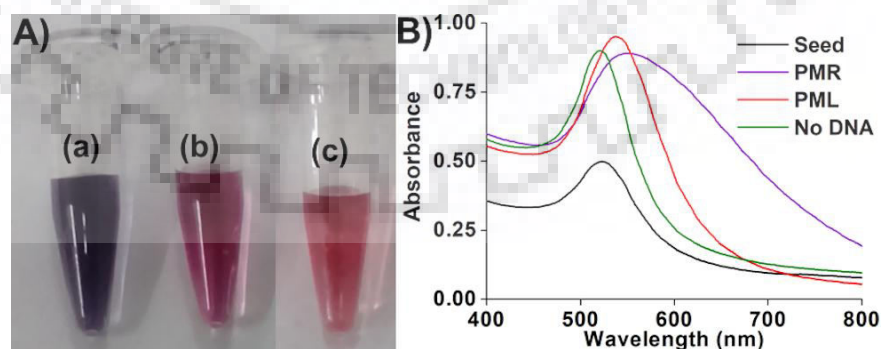 A)
(a)
(b)
(c)
B)
1.00
0.75
0.50
0.25
0.00
Absorbance
Seed
PMR
PML
No DNA
400 500 600 700 800
Wavelength (nm)